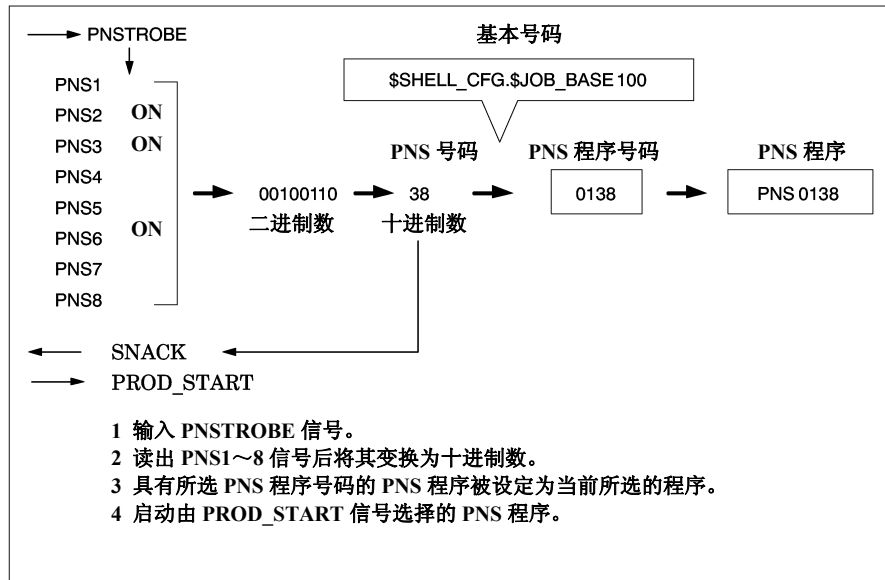 PNSTROBE
基本号码
$SHELL_CFG.$JOB_BASE 100
PNS1
PNS2 ON
PNS3 ON
PNS4
PNS5
PNS6 ON
PNS7
PNS8
PNS 号码
PNS 程序号码
PNS 程序
00100110
38
0138
PNS 0138
二进制数
十进制数
SNACK
PROD_START
1 输入 PNSTROBE 信号。
2 读出 PNS1～8 信号后将其变换为十进制数。
3 具有所选 PNS 程序号码的 PNS 程序被设定为当前所选的程序。
4 启动由 PROD_START 信号选择的 PNS 程序。